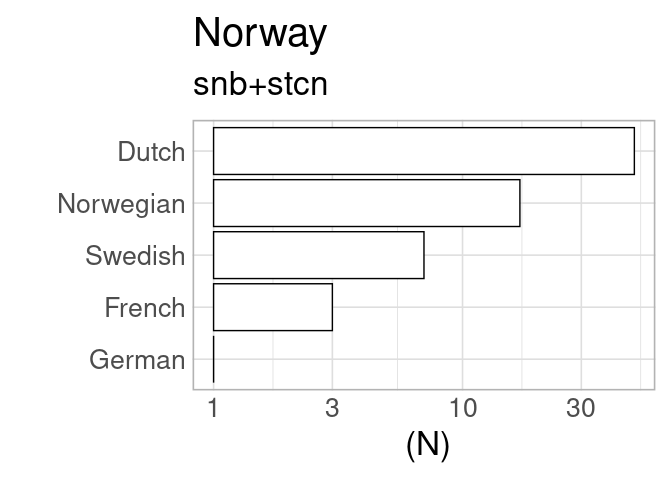 Norway
snb+stcn
Dutch
Norwegian
Swedish
French
German
1 3 10 30
(N)